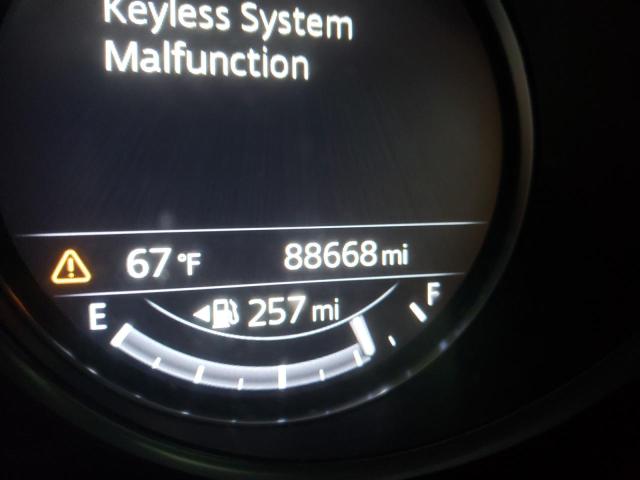 Keyless System
Malfunction
67 °F 88668 mi
E 257 mi F